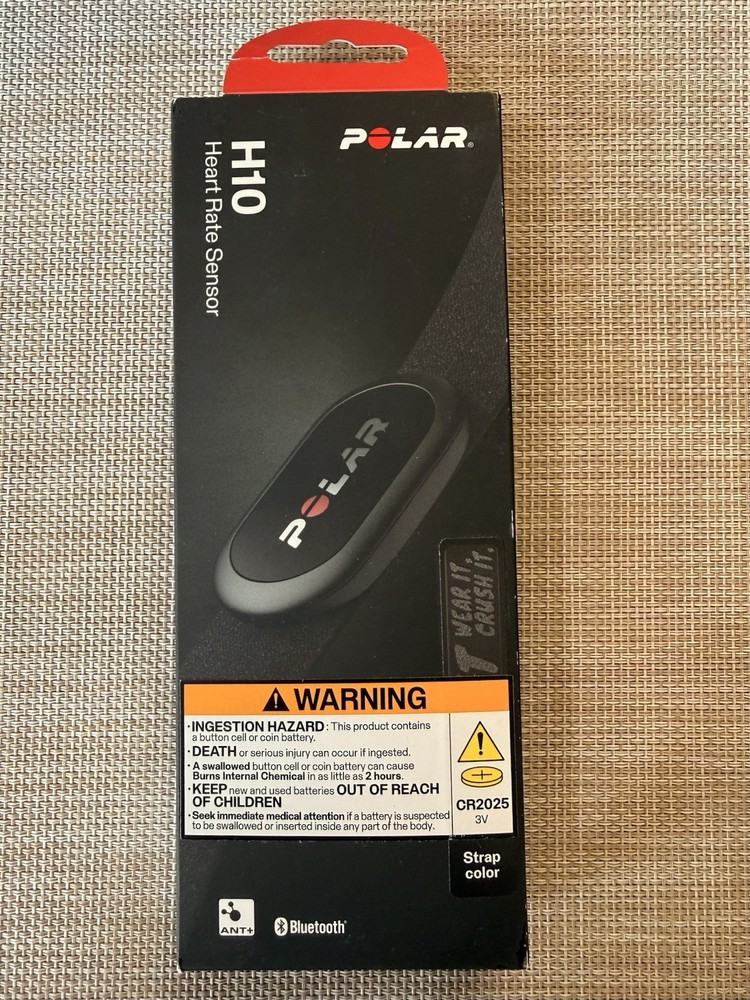 POLAR®
H10
Heart Rate Sensor
POLAR
WEAR IT.
CRUSH IT.
WARNING
·INGESTION HAZARD: This product contains
a button cell or coin battery.
·DEATH or serious injury can occur if ingested.
·A swallowed button cell or coin battery can cause
Burns Internal Chemical in as little as 2 hours.
·KEEP new and used batteries OUT OF REACH
OF CHILDREN
·Seek immediate medical attention if a battery is suspected
to be swallowed or inserted inside any part of the body.
CR2025
3V
Strap
color
ANT+
Bluetooth®